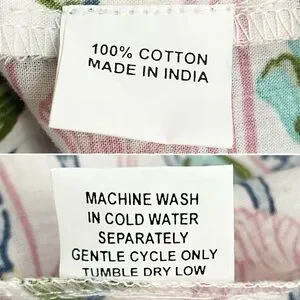 100% COTTON
MADE IN INDIA
MACHINE WASH
IN COLD WATER
SEPARATELY
GENTLE CYCLE ONLY
TUMBLE DRY LOW